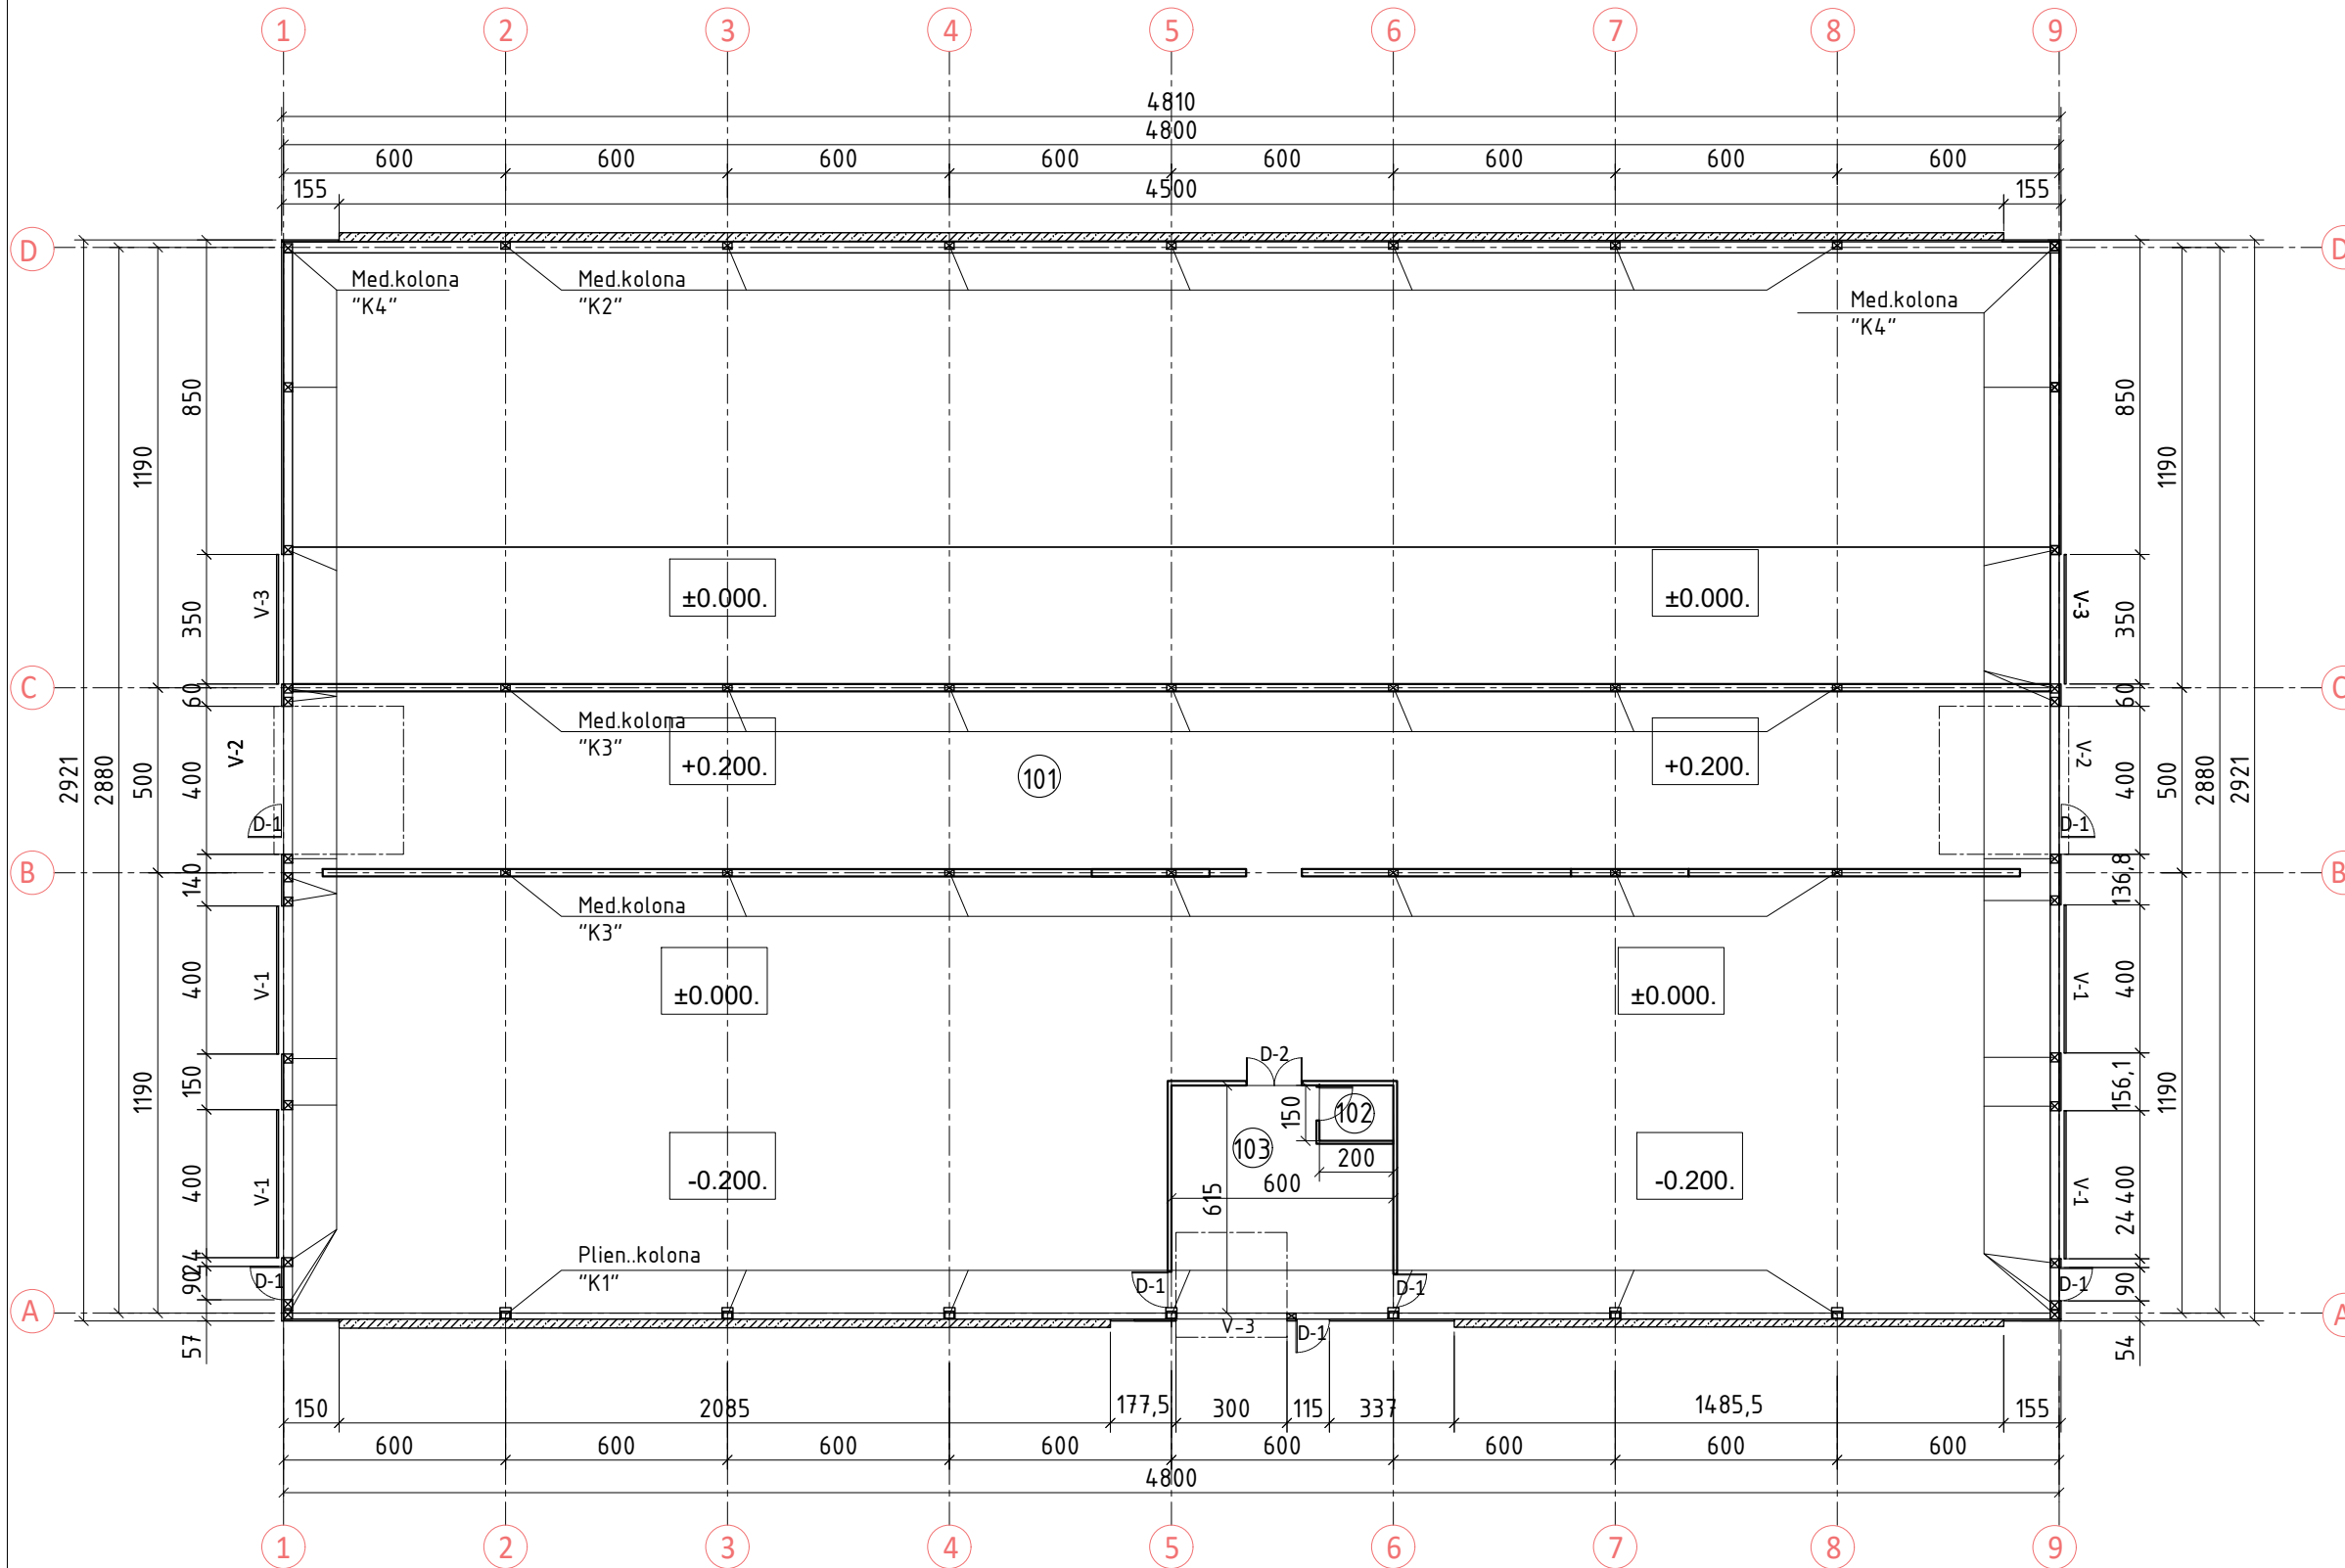 1 2 3 4 5 6 7 8 9
4810
4800
600 600 600 600 600 600 600 600
155 4500 155
D D
Med.kolona
"K4"
Med.kolona
"K2"
Med.kolona
"K4"
850
1190
850
1190
V-3
350
±0.000.
±0.000.
V-3
350
C C
60
60
Med.kolona
"K3"
+0.200.
+0.200.
101
V-2
400
500
2880
2921
D-1
V-2
400
500
2880
2921
D-1
B B
140
136,8
Med.kolona
"K3"
±0.000.
±0.000.
V-1
400
V-1
400
150
1190
156,1
1190
D-2
150
102
103
200
600
615
-0.200.
-0.200.
V-1
400
V-1
400
24
90
24
90
Plien..kolona
"K1"
D-1
D-1
D-1
D-1
A A
V-3
D-1
57
54
150 2085 177,5 300 115 337 1485,5 155
600 600 600 600 600 600 600 600
4800
1 2 3 4 5 6 7 8 9